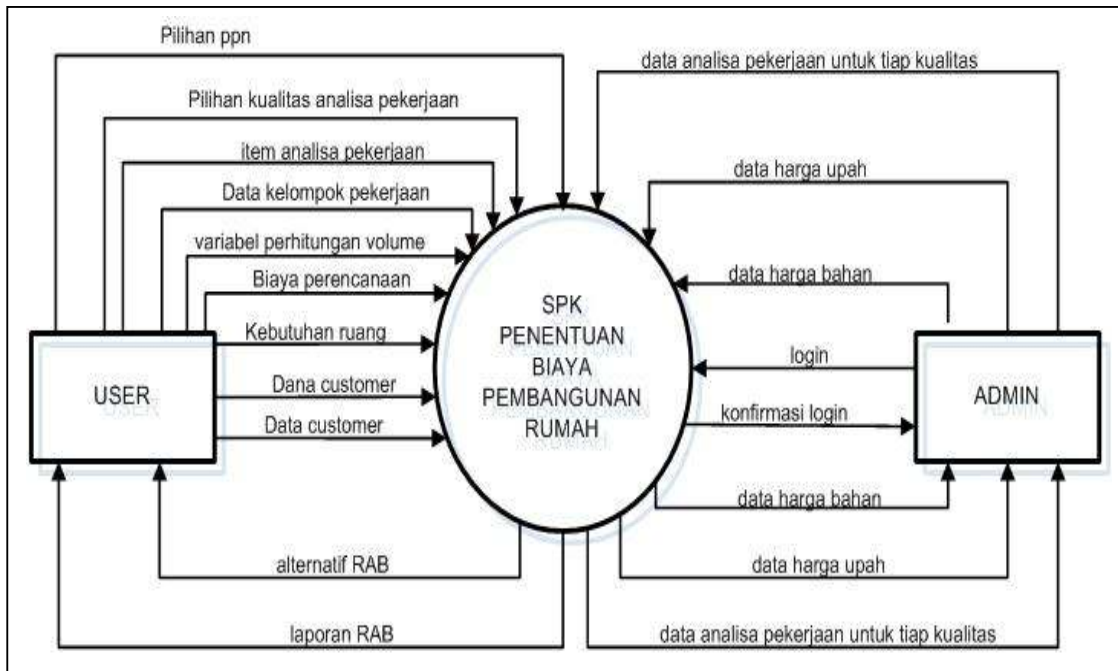 Pilihan ppn
data analisa pekerjaan untuk tiap kualitas
Pilihan kualitas analisa pekerjaan
item analisa pekerjaan
data harga upah
Data kelompok pekerjaan
variabel perhitungan volume
Biaya perencanaan
data harga bahan
Kebutuhan ruang
login
USER
SPK
PENENTUAN
BIAYA
PEMBANGUNAN
RUMAH
ADMIN
Dana customer
konfirmasi login
Data customer
data harga bahan
alternatif RAB
data harga upah
laporan RAB
data analisa pekerjaan untuk tiap kualitas